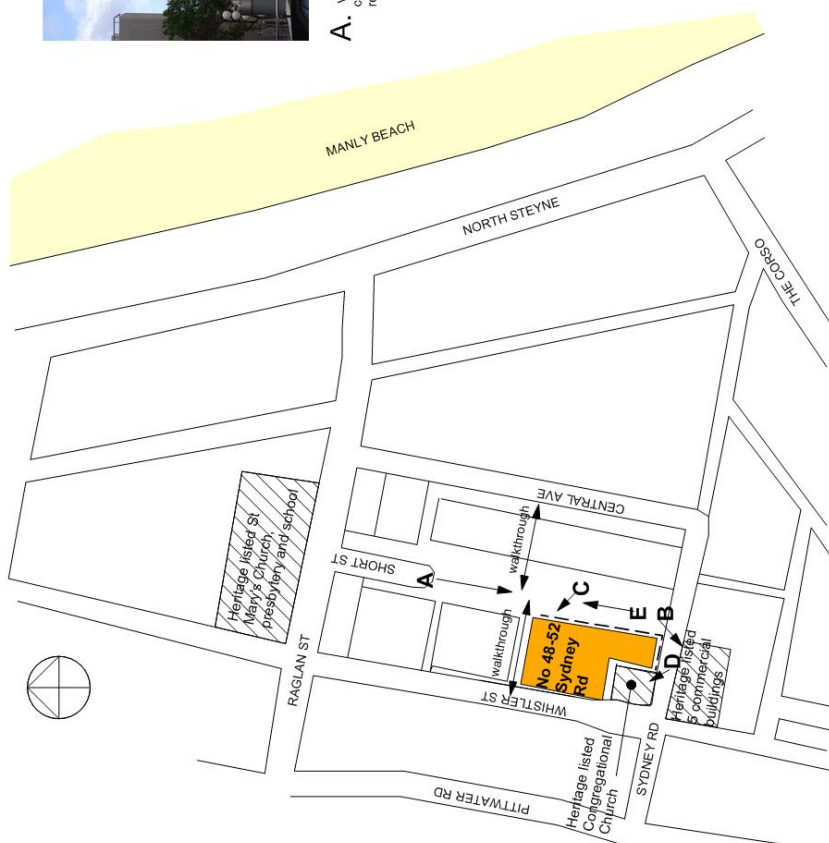 A.
MANLY BEACH
NORTH STEYNE
THE CORSO
Heritage listed St
Mary's Church,
presbytery and school
RAGLAN ST
SHORT ST
CENTRAL AVE
walkthrough
walkthrough
A
C
E
B
D
No 48-52
Sydney
Rd
WHISTLER ST
Heritage listed
5 commercial
buildings
Heritage listed
Congregational
Church
SYDNEY RD
PITTWATER RD